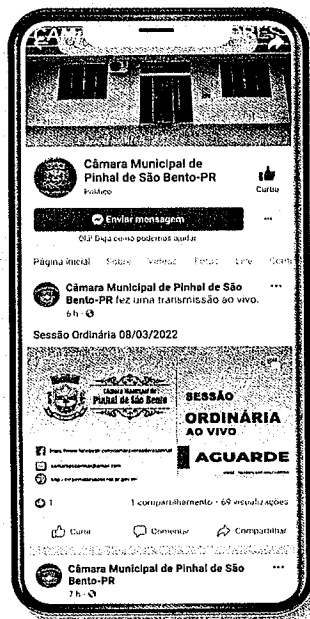 Câmara Municipal de
Pinhal de São Bento-PR
Político
Curtir
Enviar mensagem
Olá! Diga como podemos ajudar
Página inicial Sobre Vídeos Fotos Live
Câmara Municipal de São
Bento-PR fez uma transmissão ao vivo.
6 h
Sessão Ordinária 08/03/2022
Câmara Municipal de
Pinhal de São Bento
SESSÃO
ORDINÁRIA
AO VIVO
AGUARDE
1
1 compartilhamento • 69 visualizações
Curtir Comentar Compartilhar
Câmara Municipal de Pinhal de São
Bento-PR
7 h